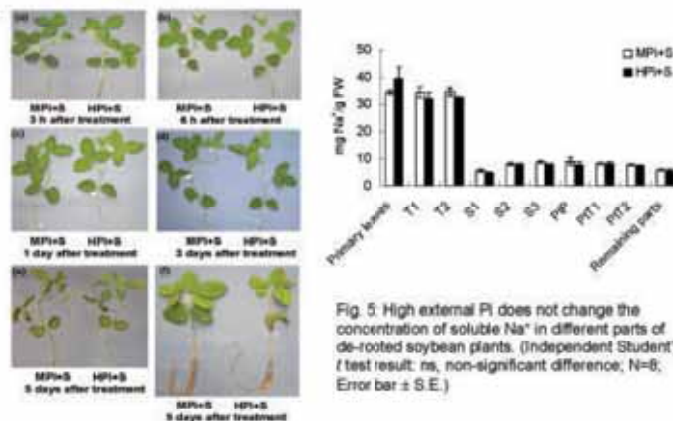 (a)
(b)
MPi+S HPi+S
3 h after treatment
MPi+S HPi+S
6 h after treatment
(c)
(d)
MPi+S HPi+S
1 day after treatment
MPi+S HPi+S
3 days after treatment
(e)
(f)
MPi+S HPi+S
5 days after treatment
MPi+S HPi+S
9 days after treatment
mg Na⁺/g FW
50
40
30
20
10
0
MPi+S
HPi+S
Primary leaves
T1
T2
S1
S2
S3
PiP
PiT1
PiT2
Remaining parts
Fig. 5: High external Pi does not change the
concentration of soluble Na⁺ in different parts of
de-rooted soybean plants. (Independent Student'
t test result: ns, non-significant difference; N=8;
Error bar ± S.E.)